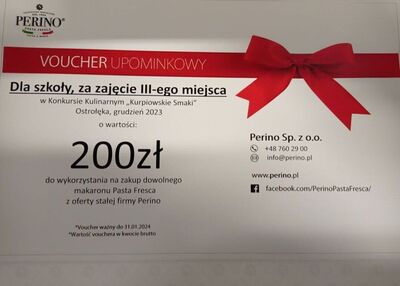 PERINO®
PASTA FRESCA
VOUCHER UPOMINKOWY
Dla szkoły, za zajęcie III-ego miejsca
w Konkursie Kulinarnym „Kurpiowskie Smaki"
Ostrołęka, grudzień 2023
o wartości:
200zł
do wykorzystania na zakup dowolnego
makaronu Pasta Fresca
z oferty stałej firmy Perino
*Voucher ważny do 31.01.2024
*Wartość vouchera w kwocie brutto
Perino Sp. z o.o.
+48 760 29 00
info@perino.pl
www.perino.pl
facebook.com/PerinoPastaFresca/